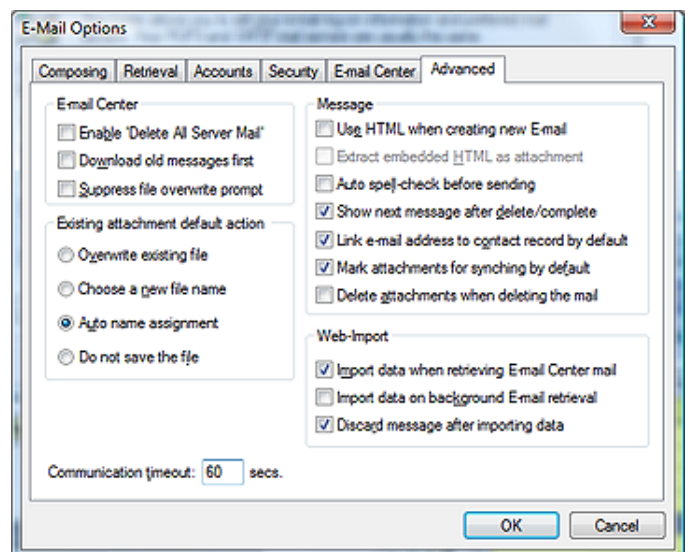 E-Mail Options
Composing Retrieval Accounts Security E-mail Center Advanced
E-mail Center
Enable 'Delete All Server Mail'
Download old messages first
Suppress file overwrite prompt
Existing attachment default action
Overwrite existing file
Choose a new file name
Auto name assignment
Do not save the file
Message
Use HTML when creating new E-mail
Extract embedded HTML as attachment
Auto spell-check before sending
Show next message after delete/complete
Link e-mail address to contact record by default
Mark attachments for synching by default
Delete attachments when deleting the mail
Web-Import
Import data when retrieving E-mail Center mail
Import data on background E-mail retrieval
Discard message after importing data
Communication timeout: 60 secs.
OK Cancel